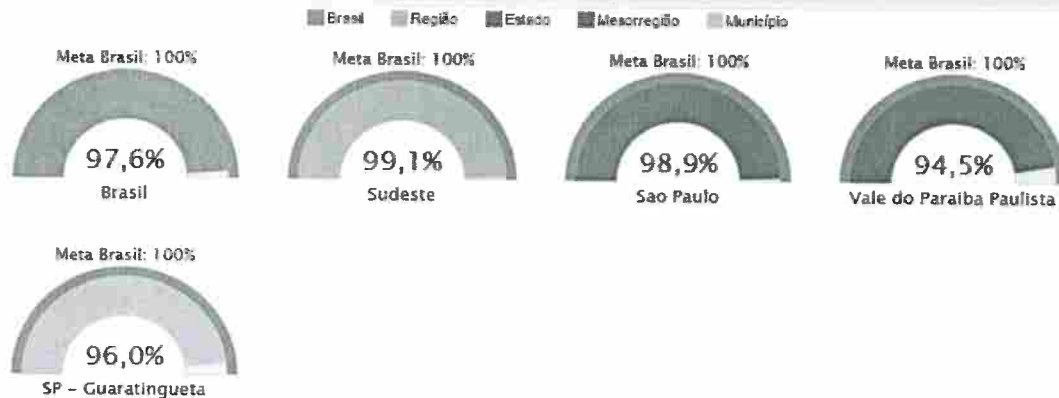 Brasil Região Estado Mesorregião Município
Meta Brasil: 100% Meta Brasil: 100% Meta Brasil: 100% Meta Brasil: 100%
97,6% 99,1% 98,9% 94,5%
Brasil Sudeste Sao Paulo Vale do Paraiba Paulista
Meta Brasil: 100%
96,0%
SP - Guaratingueta